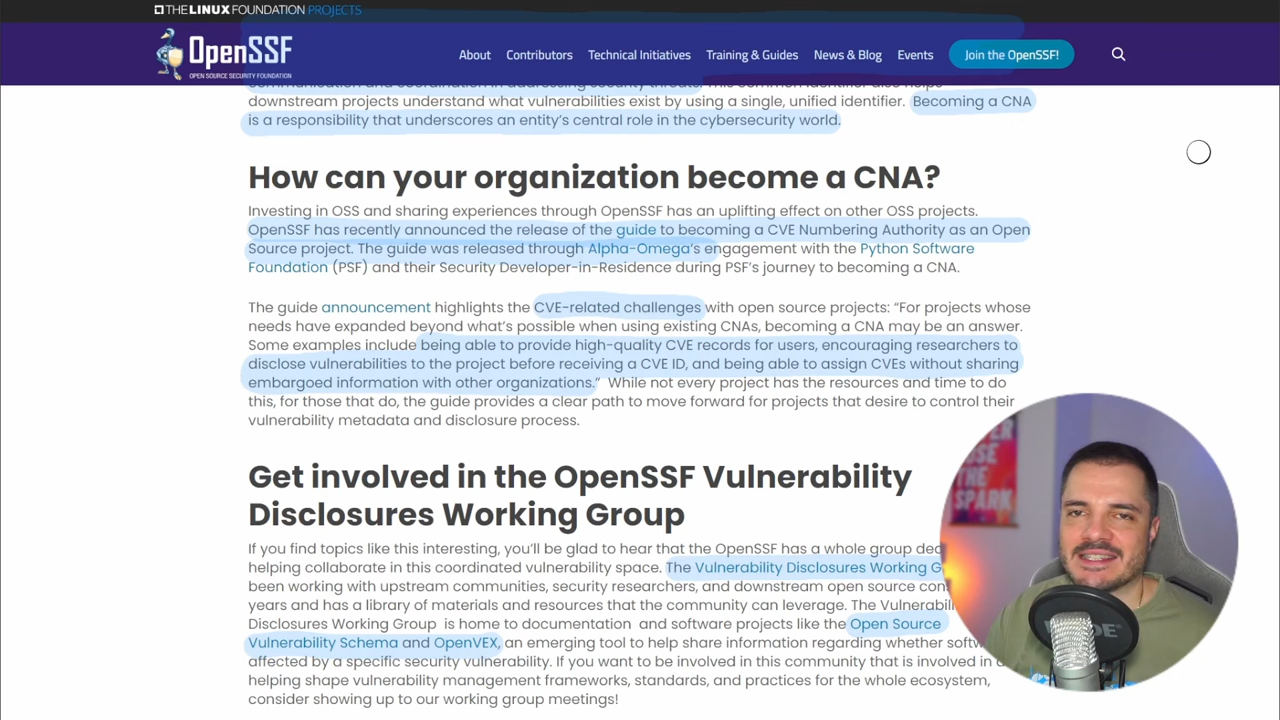 THE LINUX FOUNDATION PROJECTS
OpenSSF
OPEN SOURCE SECURITY FOUNDATION
About Contributors Technical Initiatives Training & Guides News & Blog Events Join the OpenSSF!
communication and coordination in addressing security threats. This common identifier also helps
downstream projects understand what vulnerabilities exist by using a single, unified identifier. Becoming a CNA
is a responsibility that underscores an entity's central role in the cybersecurity world.
How can your organization become a CNA?
Investing in OSS and sharing experiences through OpenSSF has an uplifting effect on other OSS projects.
OpenSSF has recently announced the release of the guide to becoming a CVE Numbering Authority as an Open
Source project. The guide was released through Alpha-Omega's engagement with the Python Software
Foundation (PSF) and their Security Developer-in-Residence during PSF's journey to becoming a CNA.
The guide announcement highlights the CVE-related challenges with open source projects: “For projects whose
needs have expanded beyond what's possible when using existing CNAs, becoming a CNA may be an answer.
Some examples include being able to provide high-quality CVE records for users, encouraging researchers to
disclose vulnerabilities to the project before receiving a CVE ID, and being able to assign CVEs without sharing
embargoed information with other organizations.” While not every project has the resources and time to do
this, for those that do, the guide provides a clear path to move forward for projects that desire to control their
vulnerability metadata and disclosure process.
Get involved in the OpenSSF Vulnerability
Disclosures Working Group
If you find topics like this interesting, you'll be glad to hear that the OpenSSF has a whole group
helping collaborate in this coordinated vulnerability space. The Vulnerability Disclosures Working
been working with upstream communities, security researchers, and downstream open source
years and has a library of materials and resources that the community can leverage. The
Disclosures Working Group is home to documentation and software projects like the Open Source
Vulnerability Schema and OpenVEX, an emerging tool to help share information regarding whether
affected by a specific security vulnerability. If you want to be involved in this community that is involved in
helping shape vulnerability management frameworks, standards, and practices for the whole ecosystem,
consider showing up to our working group meetings!
USE
THE
SPARK